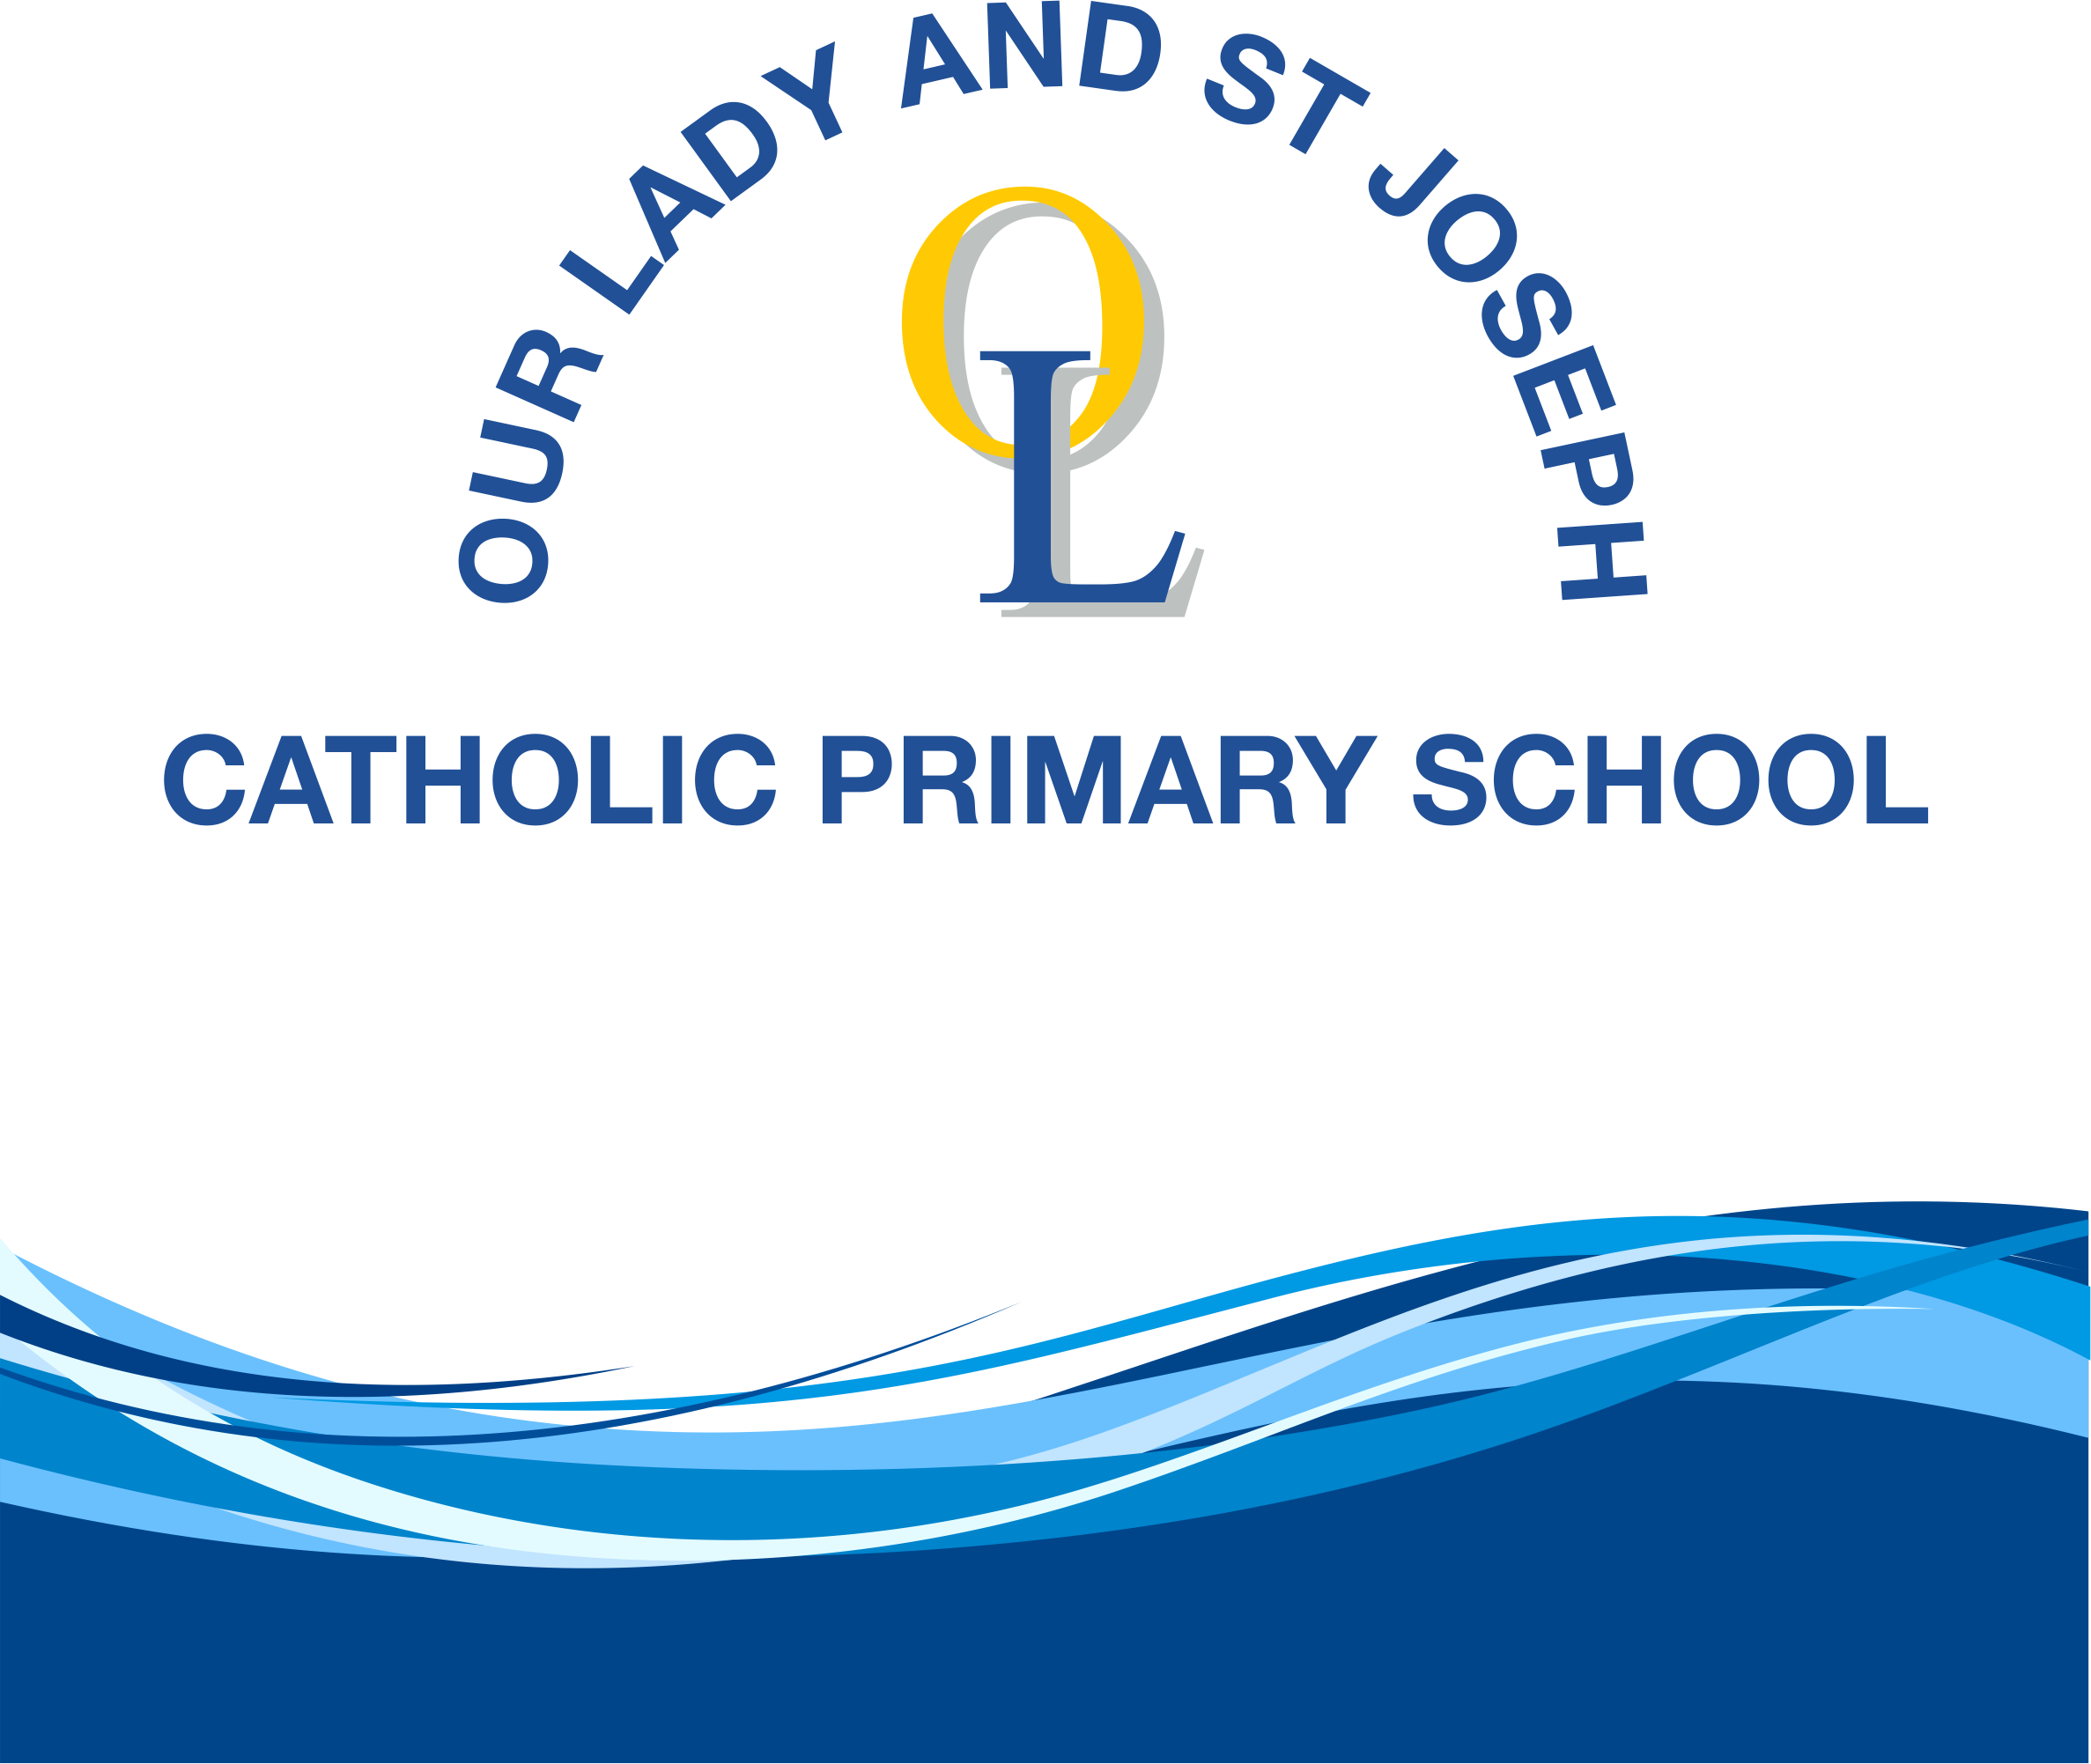 OUR LADY AND ST JOSEPH
OL
CATHOLIC PRIMARY SCHOOL